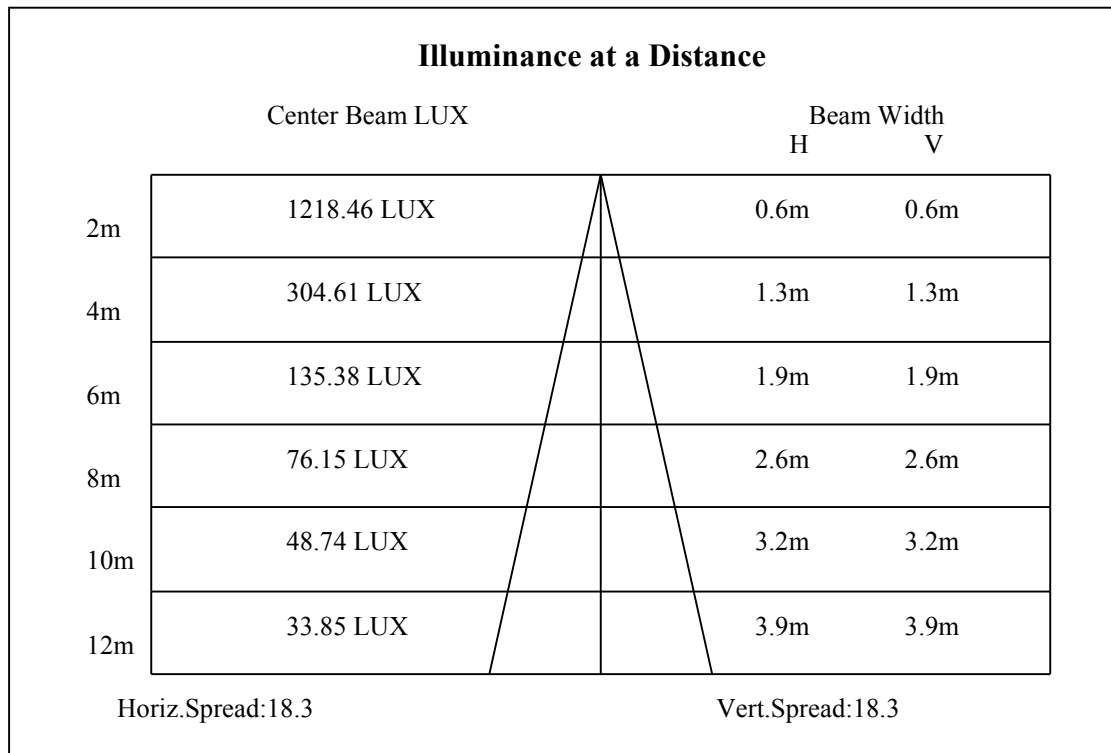 Illuminance at a Distance
Center Beam LUX Beam Width
H V
2m 1218.46 LUX 0.6m 0.6m
4m 304.61 LUX 1.3m 1.3m
6m 135.38 LUX 1.9m 1.9m
8m 76.15 LUX 2.6m 2.6m
10m 48.74 LUX 3.2m 3.2m
12m 33.85 LUX 3.9m 3.9m
Horiz.Spread:18.3 Vert.Spread:18.3